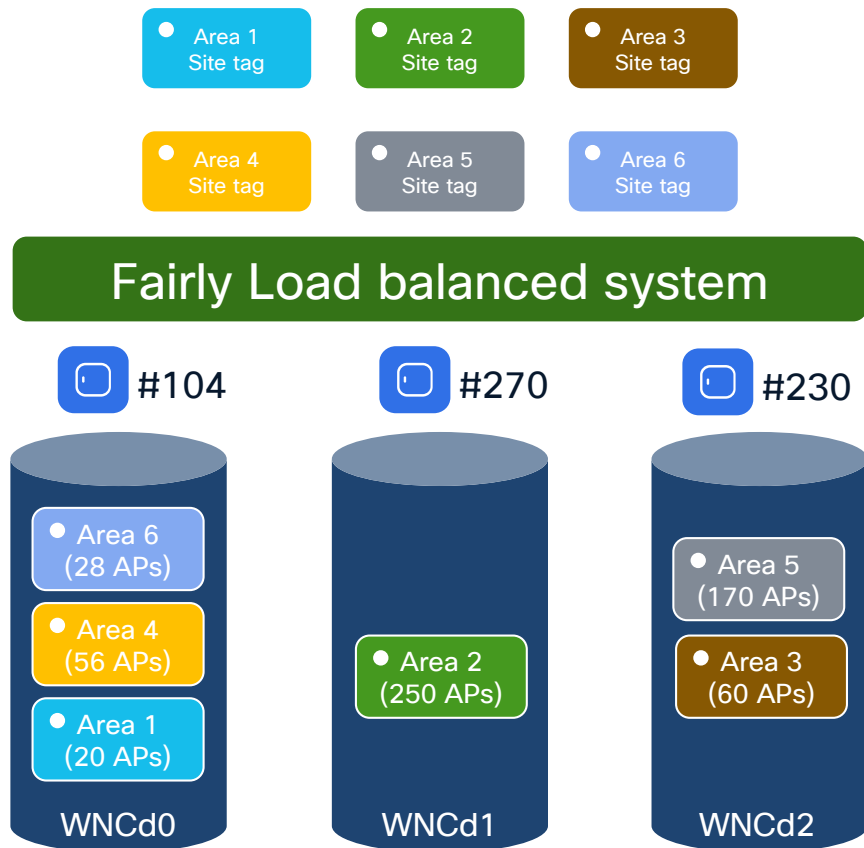 Area 1
Site tag
Area 2
Site tag
Area 3
Site tag
Area 4
Site tag
Area 5
Site tag
Area 6
Site tag
Fairly Load balanced system
#104
#270
#230
Area 6
(28 APs)
Area 4
(56 APs)
Area 1
(20 APs)
WNCd0
Area 2
(250 APs)
WNCd1
Area 5
(170 APs)
Area 3
(60 APs)
WNCd2